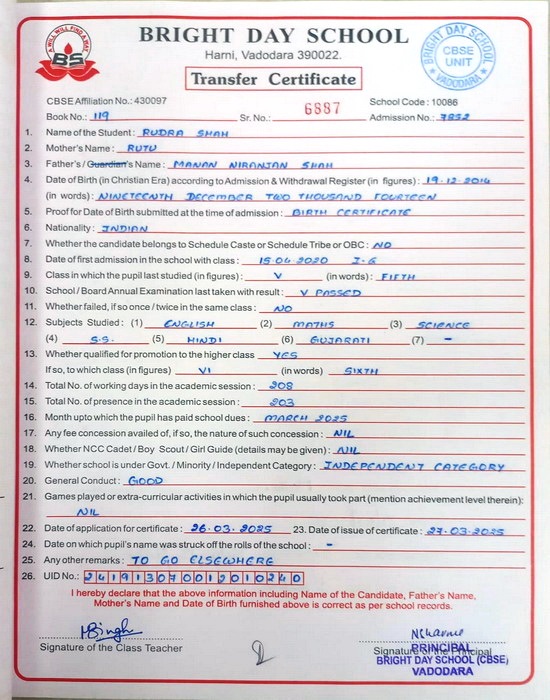 A WILL WILL FIND A WAY
BS
BRIGHT DAY SCHOOL
Harni, Vadodara 390022.
BRIGHT DAY SCHOOL
CBSE
UNIT
VADODARA
Transfer Certificate
CBSE Affiliation No.: 430097 School Code : 10086
Book No.: 119 Sr. No.: 6887 Admission No.: 7852
1. Name of the Student : RUDRA SHAH
2. Mother's Name : RUTU
3. Father's / Guardian's Name : MANAN NIRANJAN SHAH
4. Date of Birth (in Christian Era) according to Admission & Withdrawal Register (in figures) : 19.12.2014
(in words) : NINETEENTH DECEMBER TWO THOUSAND FOURTEEN
5. Proof for Date of Birth submitted at the time of admission : BIRTH CERTIFICATE
6. Nationality : INDIAN
7. Whether the candidate belongs to Schedule Caste or Schedule Tribe or OBC : NO
8. Date of first admission in the school with class : 15.06.2020 I-G
9. Class in which the pupil last studied (in figures) : V (in words) : FIFTH
10. School / Board Annual Examination last taken with result : V PASSED
11. Whether failed, if so once / twice in the same class : NO
12. Subjects Studied : (1) ENGLISH (2) MATHS (3) SCIENCE
(4) S.S. (5) HINDI (6) GUJARATI (7) -
13. Whether qualified for promotion to the higher class YES
If so, to which class (in figures) VI (in words) SIXTH
14. Total No. of working days in the academic session : 208
15. Total No. of presence in the academic session : 203
16. Month upto which the pupil has paid school dues : MARCH 2025
17. Any fee concession availed of, if so, the nature of such concession : NIL
18. Whether NCC Cadet / Boy Scout / Girl Guide (details may be given) : NIL
19. Whether school is under Govt. / Minority / Independent Category : INDEPENDENT CATEGORY
20. General Conduct : GOOD
21. Games played or extra-curricular activities in which the pupil usually took part (mention achievement level therein):
NIL
22. Date of application for certificate : 26.03.2025 23. Date of issue of certificate : 27.03.2025
24. Date on which pupil's name was struck off the rolls of the school : -
25. Any other remarks : TO GO ELSEWHERE
26. UID No.: 241913070012010240
I hereby declare that the above information including Name of the Candidate, Father's Name,
Mother's Name and Date of Birth furnished above is correct as per school records.
Signature of the Class Teacher Signature of the Principal
PRINCIPAL
BRIGHT DAY SCHOOL (CBSE)
VADODARA